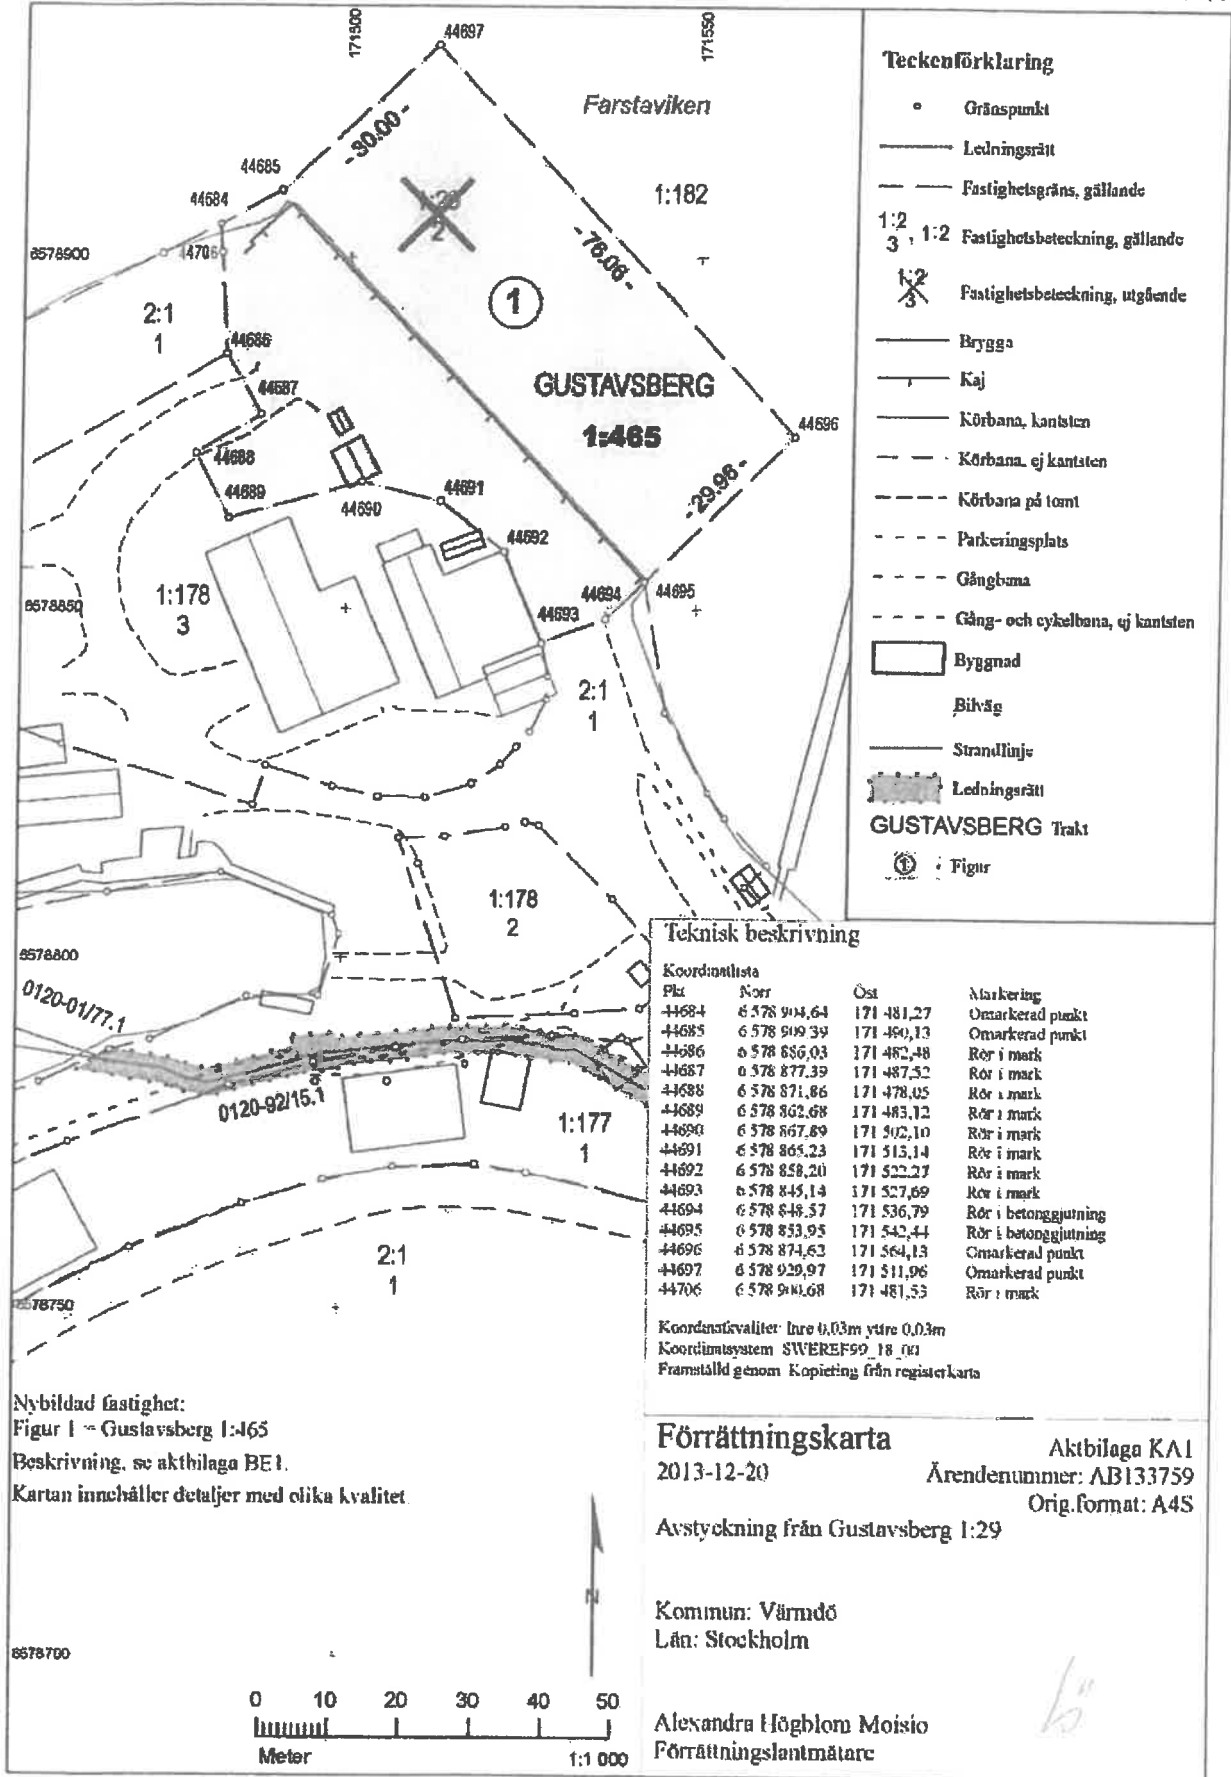 171500
171550
44697
Farstaviken
-30.00-
44685
44684
1:29
2
1:182
6578900
44706
-76.06-
2:1
1
1
44686
44687
GUSTAVSBERG
1:465
44696
44688
44689
44690
44691
-29.98-
44692
6578850
1:178
3
44693
44694
44695
2:1
1
1:178
2
6578800
0120-01/77.1
0120-92/15.1
1:177
1
2:1
1
6578750
Teckenförklaring
Gränspunkt
Ledningsrätt
Fastighetsgräns, gällande
1:2
3 , 1:2 Fastighetsbeteckning, gällande
1:2
3 Fastighetsbeteckning, utgående
Brygga
Kaj
Körbana, kantsten
Körbana, ej kantsten
Körbana på tomt
Parkeringsplats
Gångbana
Gång- och cykelbana, ej kantsten
Byggnad
Bilväg
Strandlinje
Ledningsrätt
GUSTAVSBERG Trakt
1 Figur
Teknisk beskrivning
Koordinatlista
Pkt Norr Öst Markering
44684 6 578 904,64 171 481,27 Omarkerad punkt
44685 6 578 909,39 171 490,13 Omarkerad punkt
44686 6 578 886,03 171 482,48 Rör i mark
44687 6 578 877,39 171 487,52 Rör i mark
44688 6 578 871,86 171 478,05 Rör i mark
44689 6 578 862,68 171 483,12 Rör i mark
44690 6 578 867,89 171 502,10 Rör i mark
44691 6 578 865,23 171 513,14 Rör i mark
44692 6 578 858,20 171 522,27 Rör i mark
44693 6 578 845,14 171 527,69 Rör i mark
44694 6 578 848,57 171 536,79 Rör i betonggjutning
44695 6 578 853,95 171 542,44 Rör i betonggjutning
44696 6 578 874,63 171 564,13 Omarkerad punkt
44697 6 578 929,97 171 511,96 Omarkerad punkt
44706 6 578 900,68 171 481,53 Rör i mark
Koordinatkvalitet: Inre 0,03m yttre 0,03m
Koordinatsystem SWEREF99_18_00
Framställd genom Kopiering från registerkarta
Nybildad fastighet:
Figur 1 = Gustavsberg 1:465
Beskrivning, se aktbilaga BE1.
Kartan innehåller detaljer med olika kvalitet
Förrättningskarta
2013-12-20
Aktbilaga KA1
Ärendenummer: AB133759
Orig.format: A4S
Avstyckning från Gustavsberg 1:29
Kommun: Värmdö
Län: Stockholm
Alexandra Högblom Moisio
Förrättningslantmätare
N
6578700
0 10 20 30 40 50
Meter 1:1 000